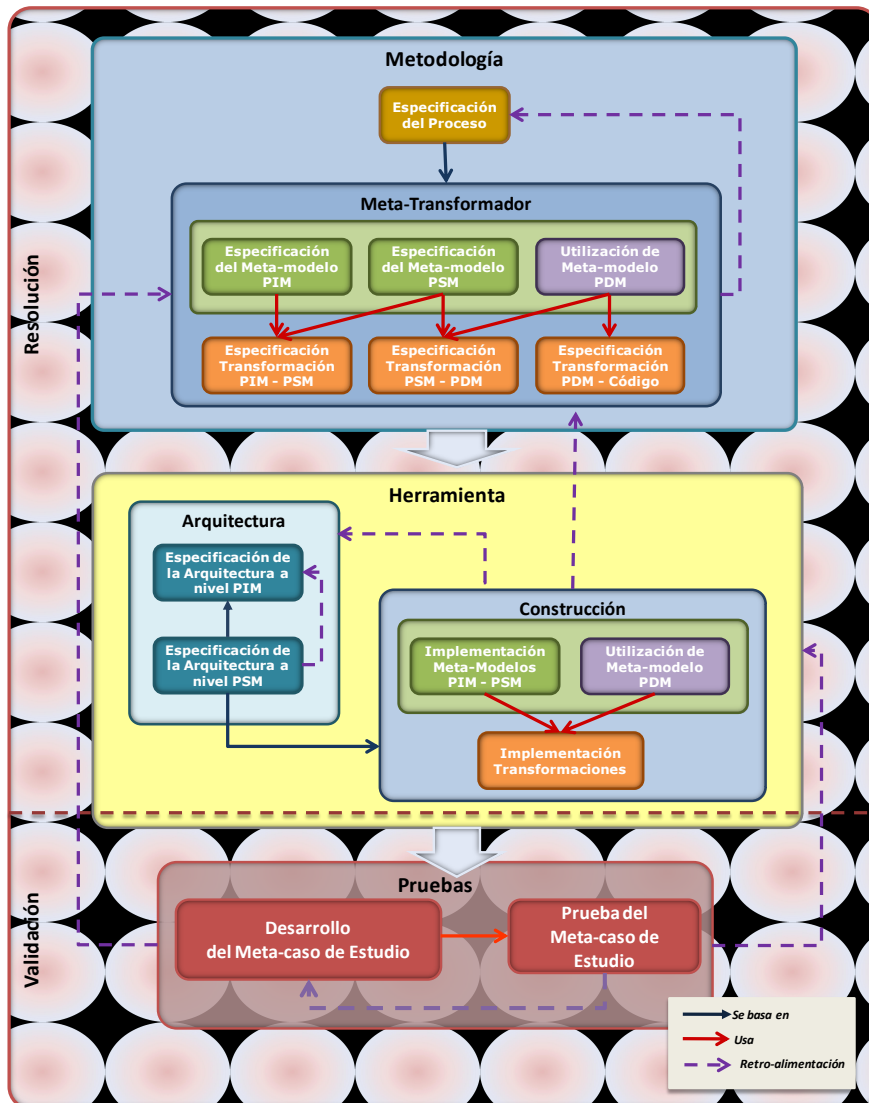 Metodología
Especificación
del Proceso
Meta-Transformador
Especificación
del Meta-modelo
PIM
Especificación
del Meta-modelo
PSM
Utilización de
Meta-modelo
PDM
Especificación
Transformación
PIM - PSM
Especificación
Transformación
PSM - PDM
Especificación
Transformación
PDM - Código
Resolución
Herramienta
Arquitectura
Especificación de
la Arquitectura a
nivel PIM
Especificación de
la Arquitectura a
nivel PSM
Construcción
Implementación
Meta-Modelos
PIM - PSM
Utilización de
Meta-modelo
PDM
Implementación
Transformaciones
Validación
Pruebas
Desarrollo
del Meta-caso de Estudio
Prueba del
Meta-caso de
Estudio
Se basa en
Usa
Retro-alimentación